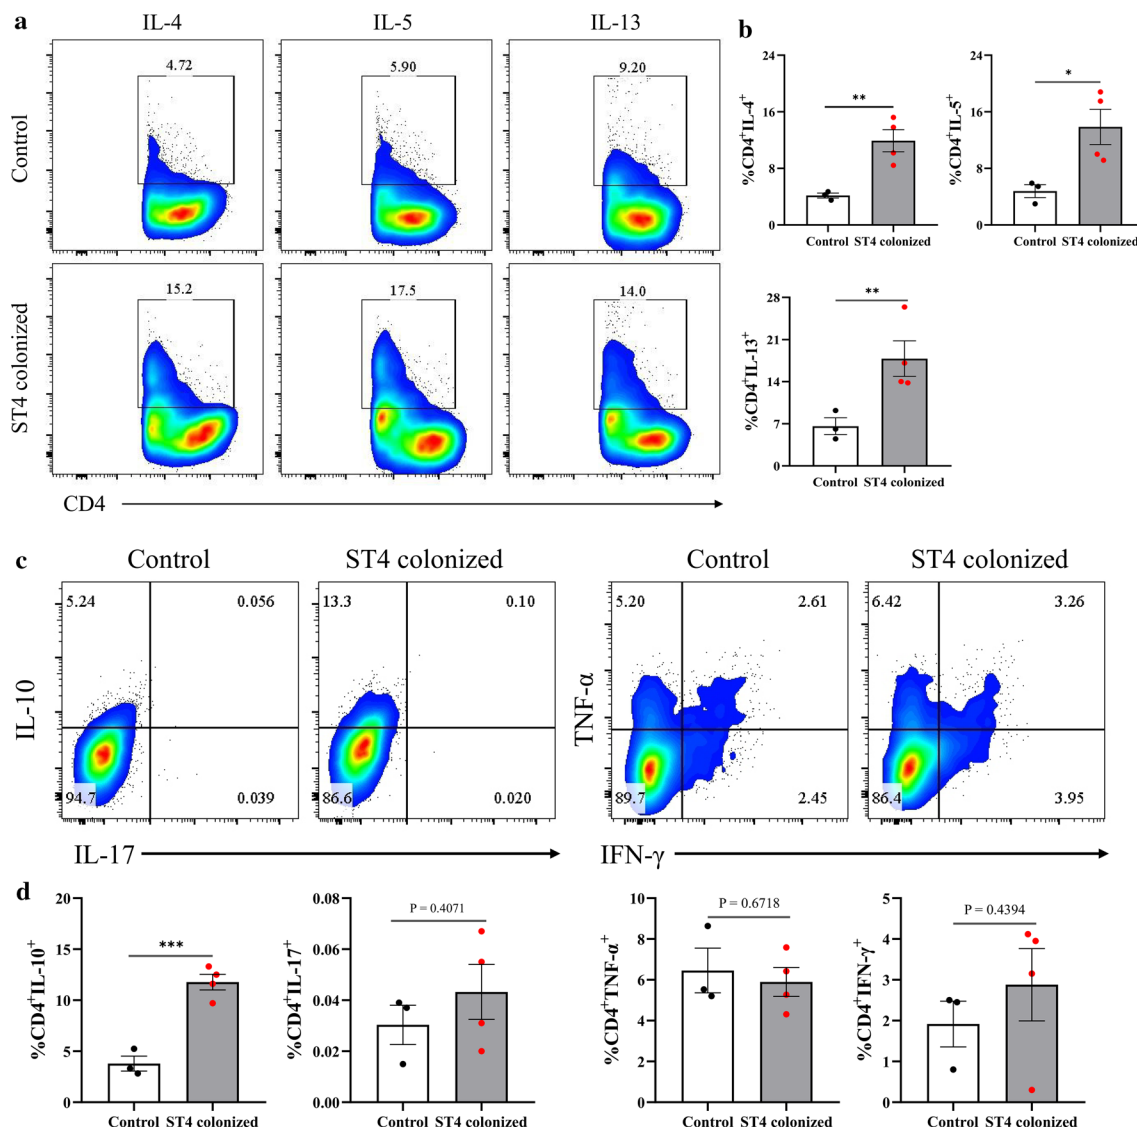 a
IL-4 IL-5 IL-13
Control
4.72 5.90 9.20
ST4 colonized
15.2 17.5 14.0
CD4
b
%CD4⁺IL-4⁺
24
16
8
0
**
Control ST4 colonized
%CD4⁺IL-5⁺
24
16
8
0
*
Control ST4 colonized
%CD4⁺IL-13⁺
28
21
14
7
0
**
Control ST4 colonized
c
Control ST4 colonized Control ST4 colonized
IL-10
5.24 0.056
94.7 0.039
13.3 0.10
86.6 0.020
IL-17
TNF-α
5.20 2.61
89.7 2.45
6.42 3.26
86.4 3.95
IFN-γ
d
%CD4⁺IL-10⁺
20
15
10
5
0
***
Control ST4 colonized
%CD4⁺IL-17⁺
0.08
0.06
0.04
0.02
0.00
P = 0.4071
Control ST4 colonized
%CD4⁺TNF-α⁺
10
8
6
4
2
0
P = 0.6718
Control ST4 colonized
%CD4⁺IFN-γ⁺
5
4
3
2
1
0
P = 0.4394
Control ST4 colonized